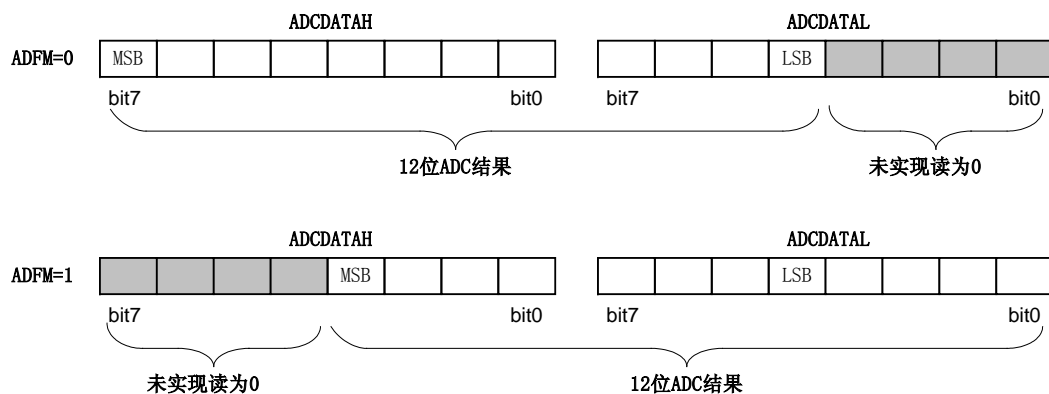 ADCDATAH ADCDATAL
ADFM=0 MSB LSB
bit7 bit0 bit7 bit0
12位ADC结果 未实现读为0
ADCDATAH ADCDATAL
ADFM=1 MSB LSB
bit7 bit0 bit7 bit0
未实现读为0 12位ADC结果